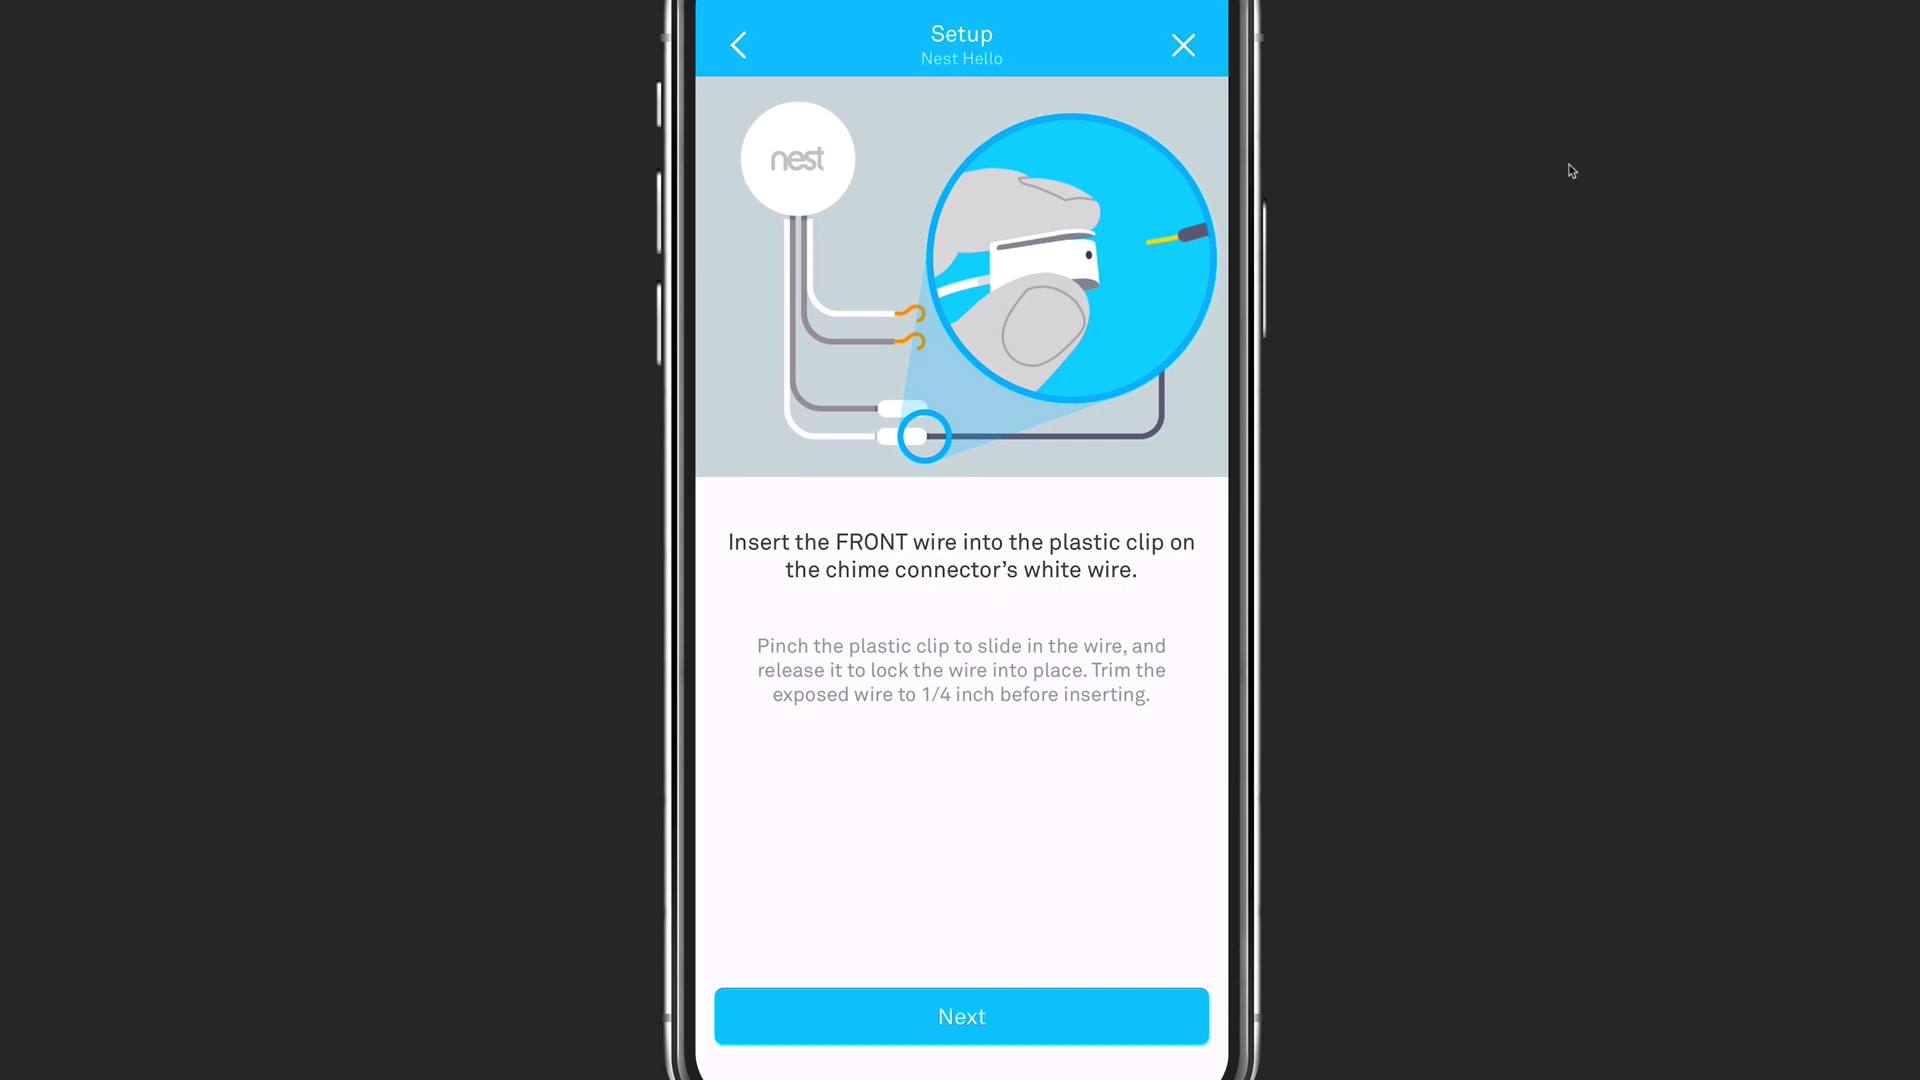 Setup
Nest Hello
nest
Insert the FRONT wire into the plastic clip on
the chime connector’s white wire.
Pinch the plastic clip to slide in the wire, and
release it to lock the wire into place. Trim the
exposed wire to 1/4 inch before inserting.
Next